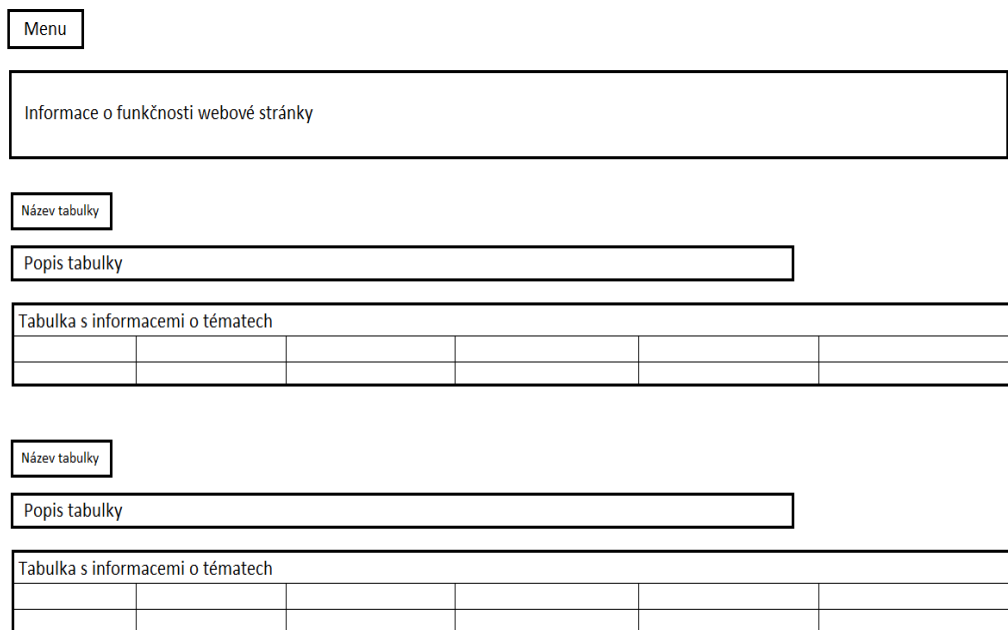 Menu
Informace o funkčnosti webové stránky
Název tabulky
Popis tabulky
Tabulka s informacemi o tématech
Název tabulky
Popis tabulky
Tabulka s informacemi o tématech